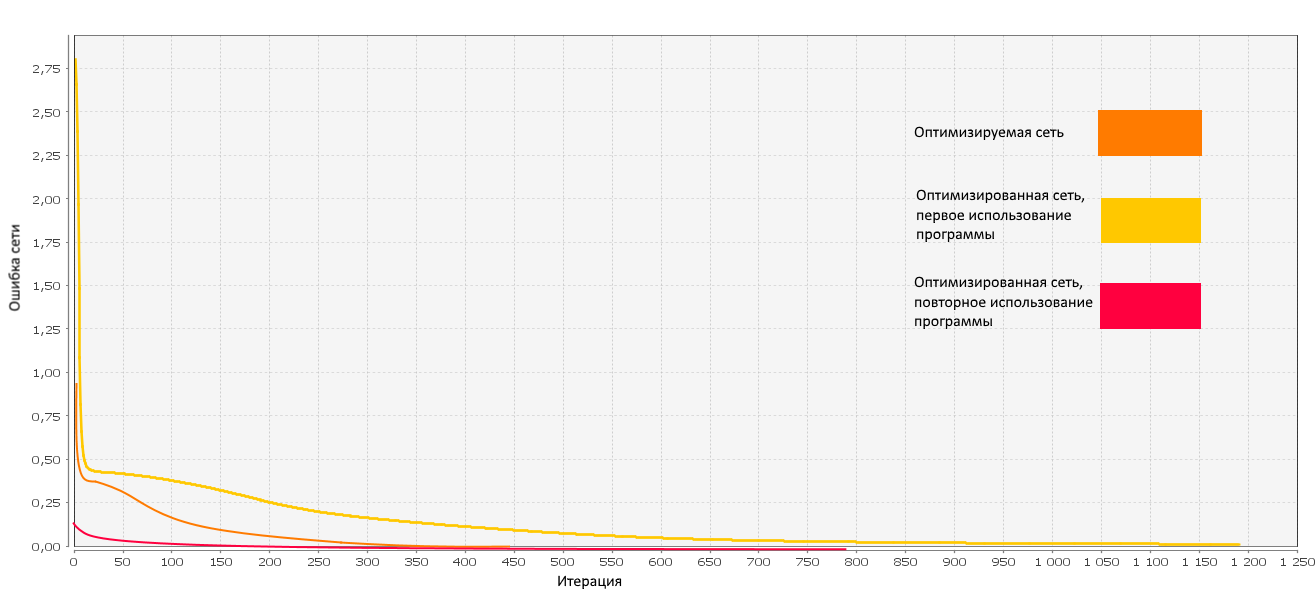 2,75
2,50
2,25
2,00
1,75
1,50
1,25
1,00
0,75
0,50
0,25
0,00
Ошибка сети
Оптимизируемая сеть
Оптимизированная сеть,
первое использование
программы
Оптимизированная сеть,
повторное использование
программы
0 50 100 150 200 250 300 350 400 450 500 550 600 650 700 750 800 850 900 950 1 000 1 050 1 100 1 150 1 200 1 250
Итерация